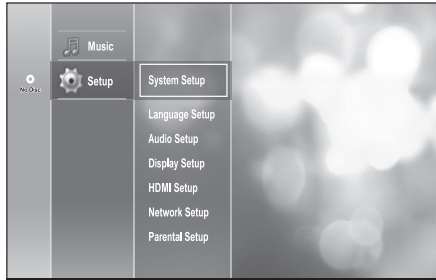 Music
No Disc
Setup
System Setup
Language Setup
Audio Setup
Display Setup
HDMI Setup
Network Setup
Parental Setup